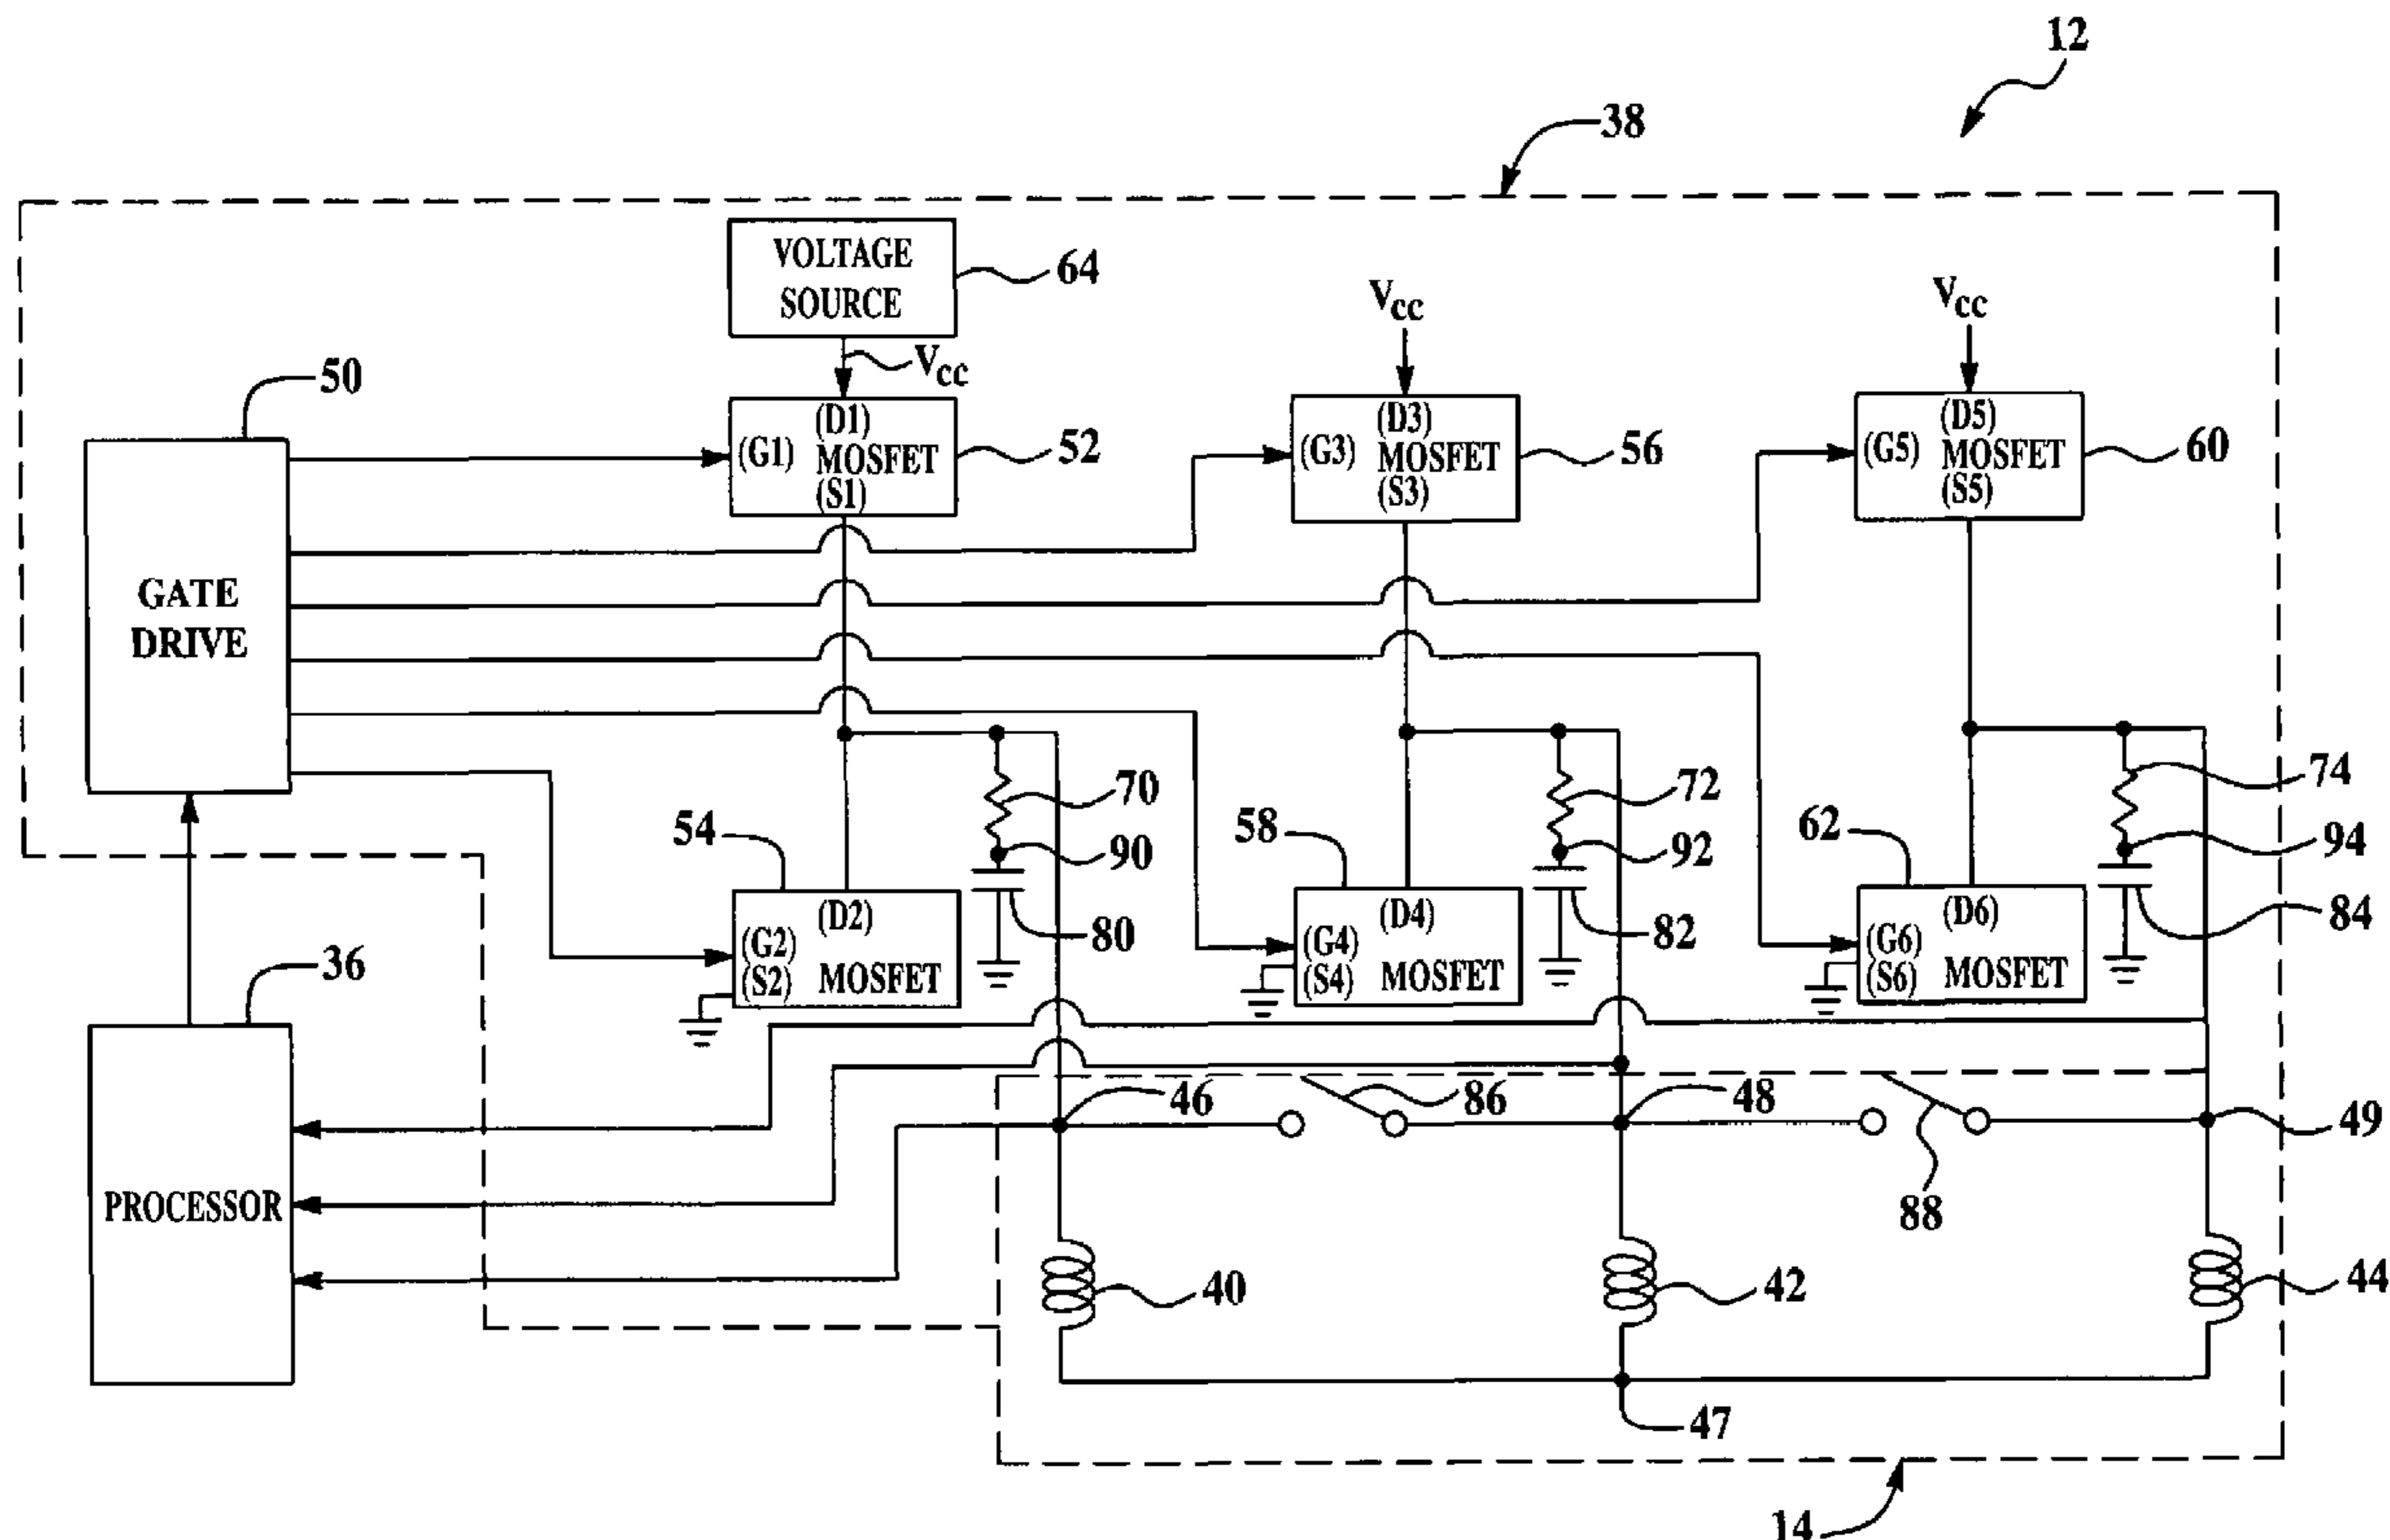 12
38
VOLTAGE
SOURCE
64
Vcc
Vcc
Vcc
50
(D1)
(G1) MOSFET
(S1)
52
(D3)
(G3) MOSFET
(S3)
56
(D5)
(G5) MOSFET
(S5)
60
GATE
DRIVE
70
72
74
54
90
58
92
62
94
(D2)
(G2)
(S2) MOSFET
80
(D4)
(G4)
(S4) MOSFET
82
(D6)
(G6)
(S6) MOSFET
84
36
46
86
48
49
PROCESSOR
88
40
42
44
47
14